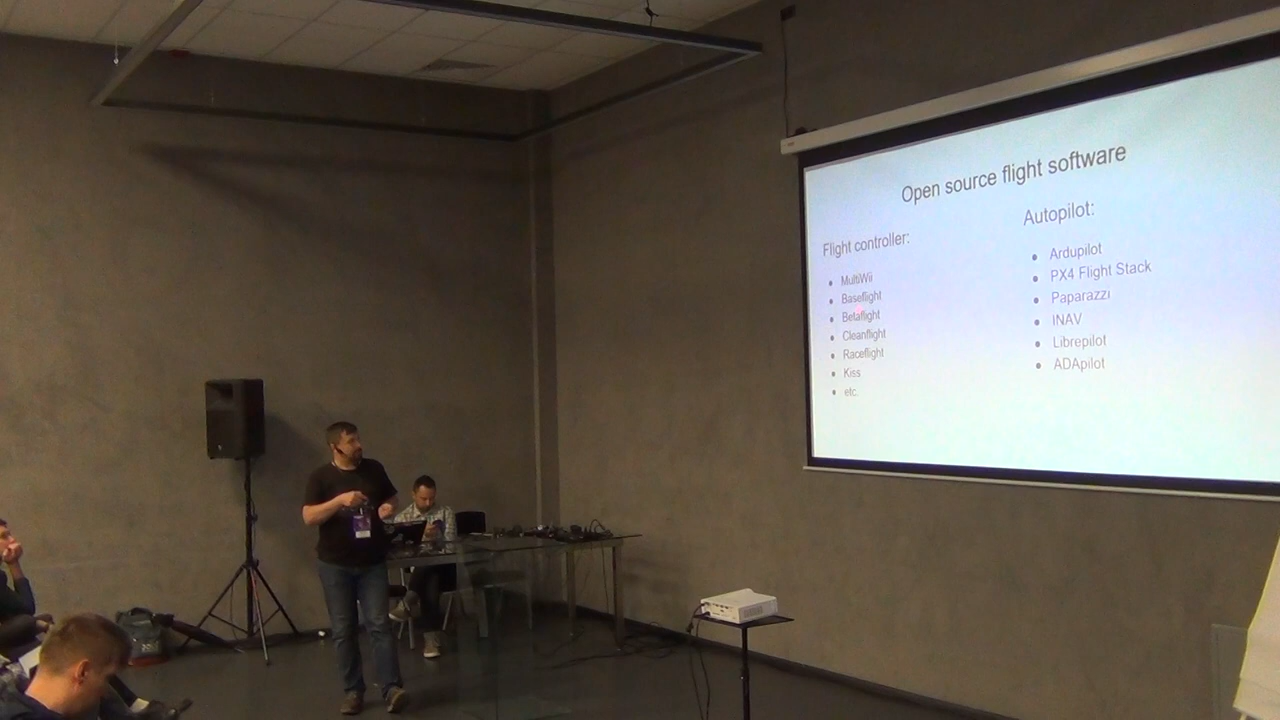 Open source flight software
Flight controller:
MultiWii
Baseflight
Betaflight
Cleanflight
Raceflight
Kiss
etc.
Autopilot:
Ardupilot
PX4 Flight Stack
Paparazzi
INAV
Librepilot
ADApilot